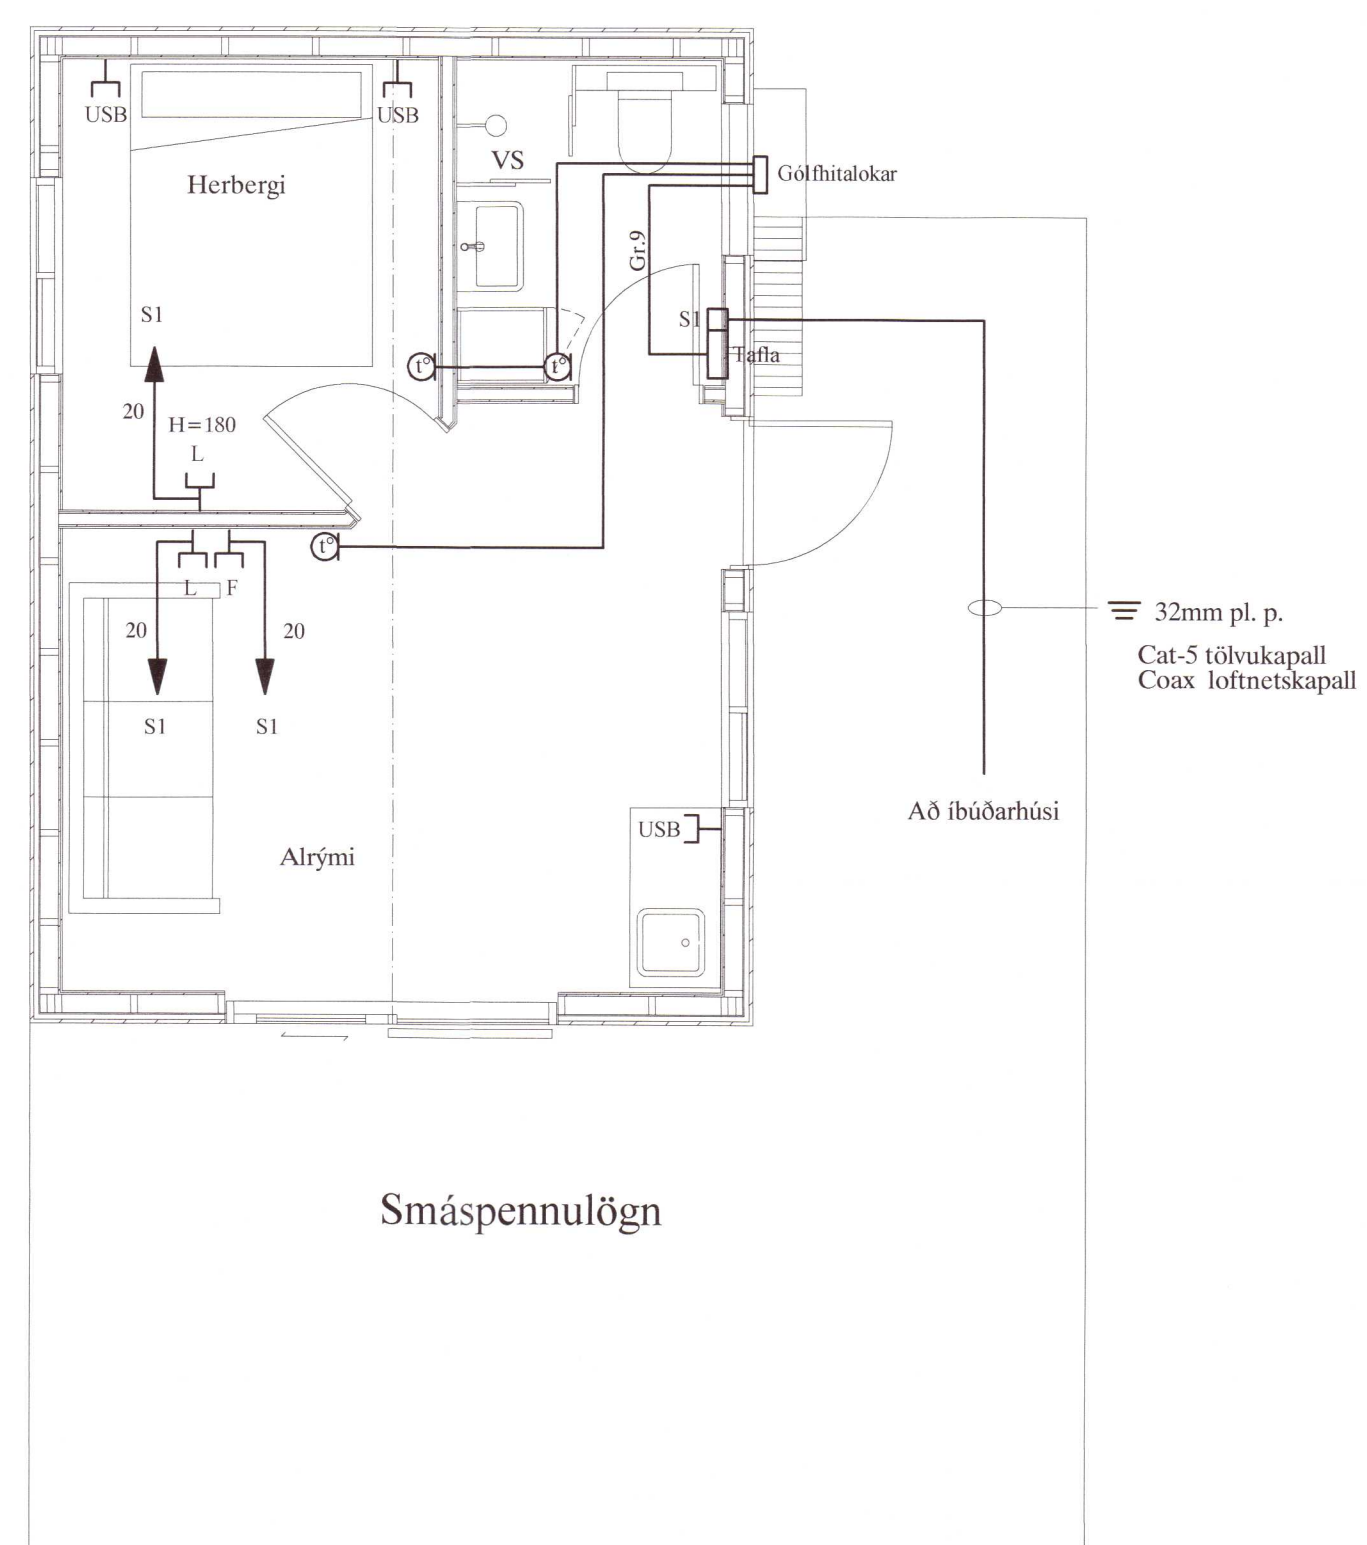 USB
USB
VS
Herbergi
Gólfhitalokar
Gr.9
S1
S1
Tafla
t°
t°
20
H=180
L
t°
L
F
20
20
32mm pl. p.
Cat-5 tölvukapall
Coax loftnetskapall
S1
S1
Að íbúðarhúsi
USB
Alrými
Smáspennulögn